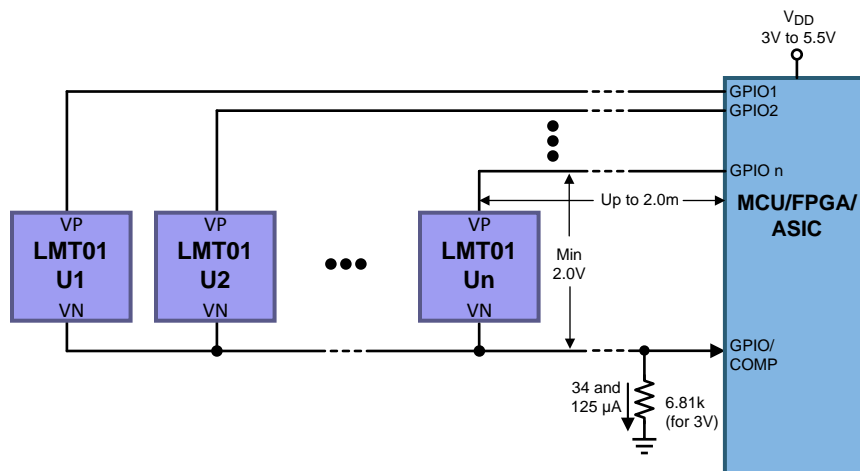 VDD
3V to 5.5V
GPIO1
GPIO2
GPIO n
Up to 2.0m
MCU/FPGA/
ASIC
VP
LMT01
U1
VN
VP
LMT01
U2
VN
VP
LMT01
Un
VN
Min
2.0V
GPIO/
COMP
34 and
125 µA
6.81k
(for 3V)